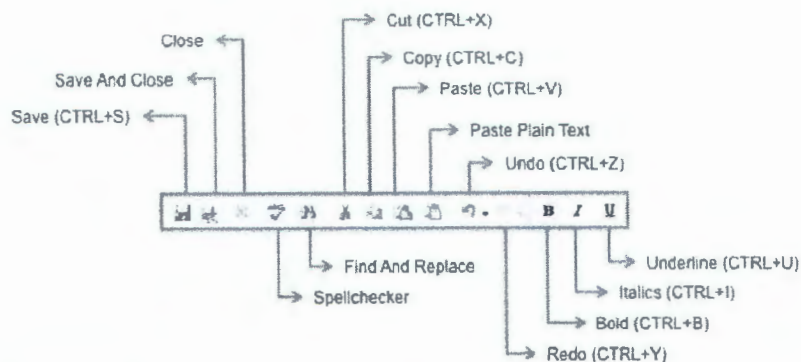 Cut (CTRL+X)
Close
Copy (CTRL+C)
Save And Close
Paste (CTRL+V)
Save (CTRL+S)
Paste Plain Text
Undo (CTRL+Z)
B I U
Find And Replace
Underline (CTRL+U)
Spellchecker
Italics (CTRL+I)
Bold (CTRL+B)
Redo (CTRL+Y)